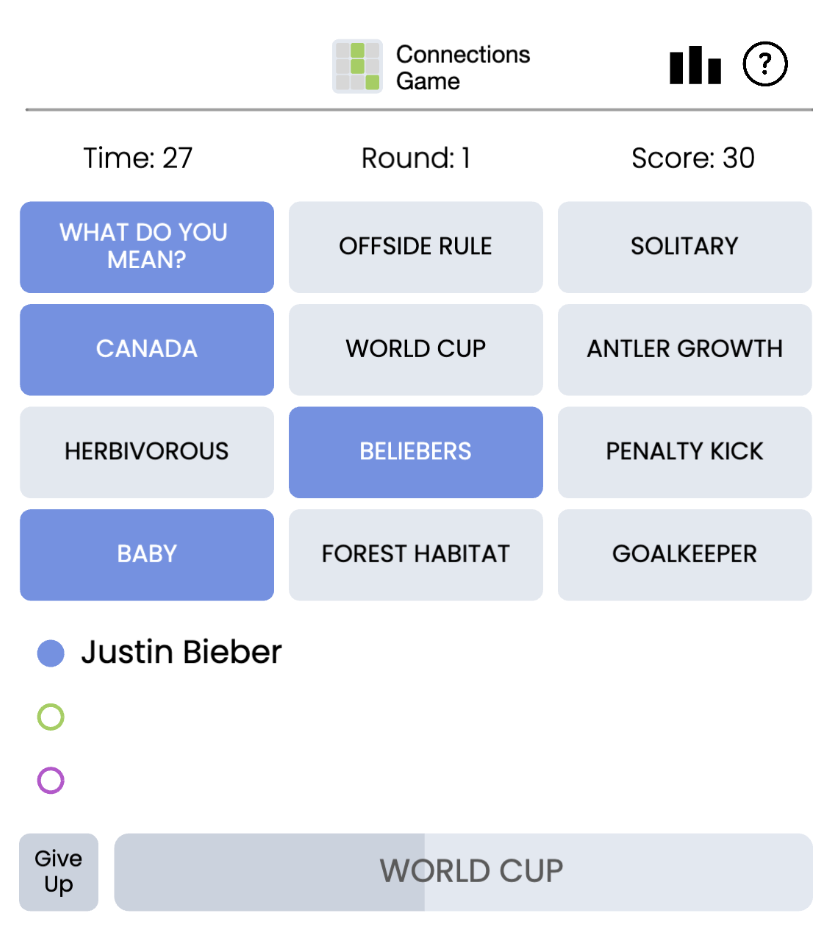 Connections
Game
?
Time: 27
Round: 1
Score: 30
WHAT DO YOU
MEAN?
OFFSIDE RULE
SOLITARY
CANADA
WORLD CUP
ANTLER GROWTH
HERBIVOROUS
BELIEBERS
PENALTY KICK
BABY
FOREST HABITAT
GOALKEEPER
Justin Bieber
Give
Up
WORLD CUP